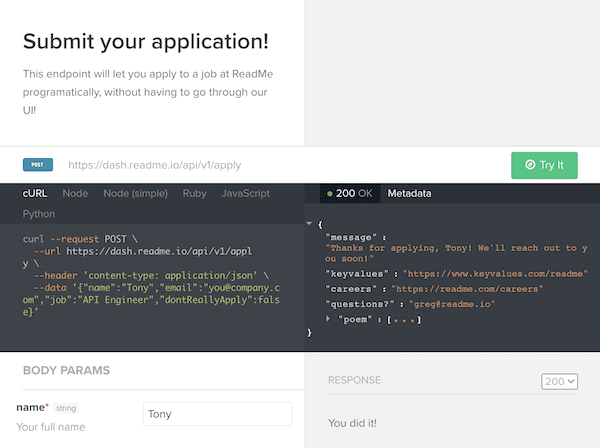 Submit your application!
This endpoint will let you apply to a job at ReadMe
programatically, without having to go through our
UI!
POST https://dash.readme.io/api/v1/apply
Try It
cURL Node Node (simple) Ruby JavaScript
Python
curl --request POST \
--url https://dash.readme.io/api/v1/appl
y \
--header 'content-type: application/json' \
--data '{"name":"Tony","email":"you@company.c
om","job":"API Engineer","dontReallyApply":fals
e}'
200 OK Metadata
{
"message" :
"Thanks for applying, Tony! We'll reach out to y
ou soon!"
"keyvalues" : "https://www.keyvalues.com/readme"
"careers" : "https://readme.com/careers"
"questions?" : "greg@readme.io"
"poem" : [...]
}
BODY PARAMS
name* string
Your full name
Tony
RESPONSE
200
You did it!